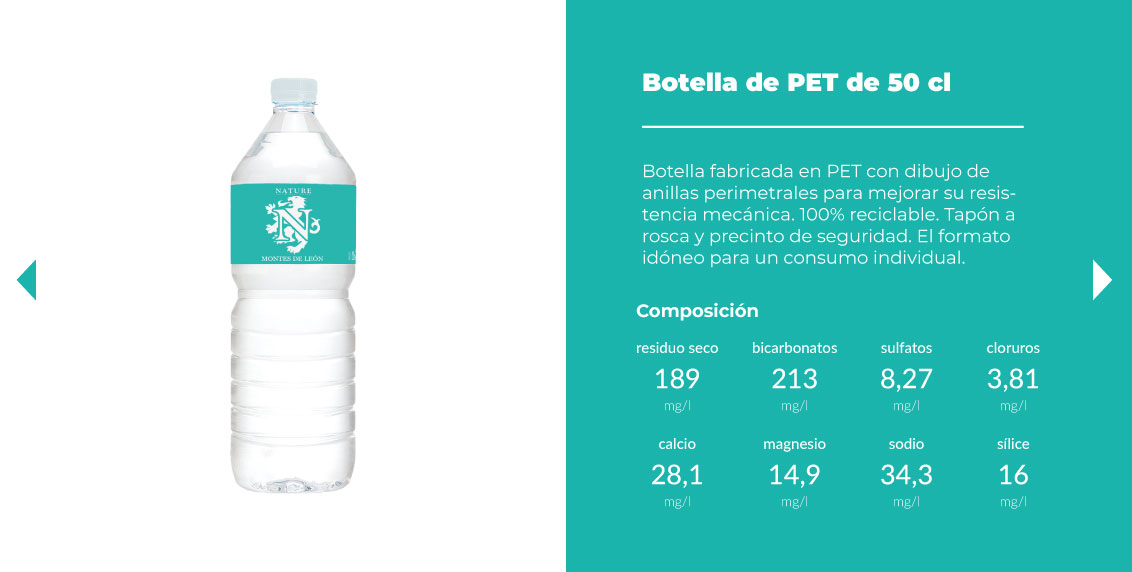 NATURE
N
MONTES DE LEÓN
Botella de PET de 50 cl
Botella fabricada en PET con dibujo de
anillas perimetrales para mejorar su resis-
tencia mecánica. 100% reciclable. Tapón a
rosca y precinto de seguridad. El formato
idóneo para un consumo individual.
Composición
residuo seco bicarbonatos sulfatos cloruros
189 213 8,27 3,81
mg/l mg/l mg/l mg/l
calcio magnesio sodio sílice
28,1 14,9 34,3 16
mg/l mg/l mg/l mg/l